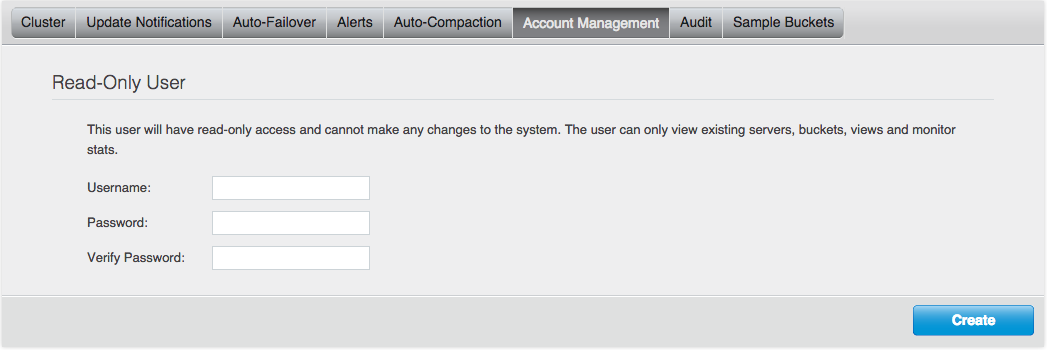 Cluster Update Notifications Auto-Failover Alerts Auto-Compaction Account Management Audit Sample Buckets
Read-Only User
This user will have read-only access and cannot make any changes to the system. The user can only view existing servers, buckets, views and monitor
stats.
Username:
Password:
Verify Password:
Create